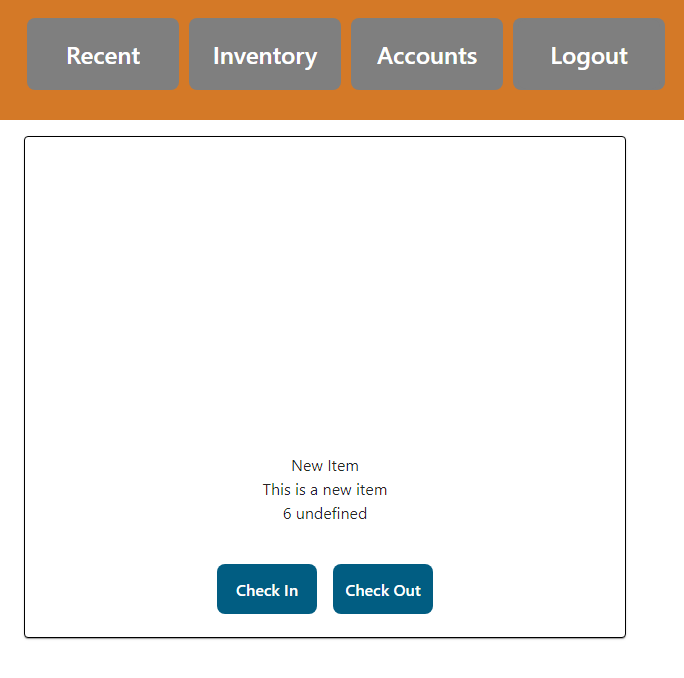 Recent Inventory Accounts Logout
New Item
This is a new item
6 undefined
Check In Check Out